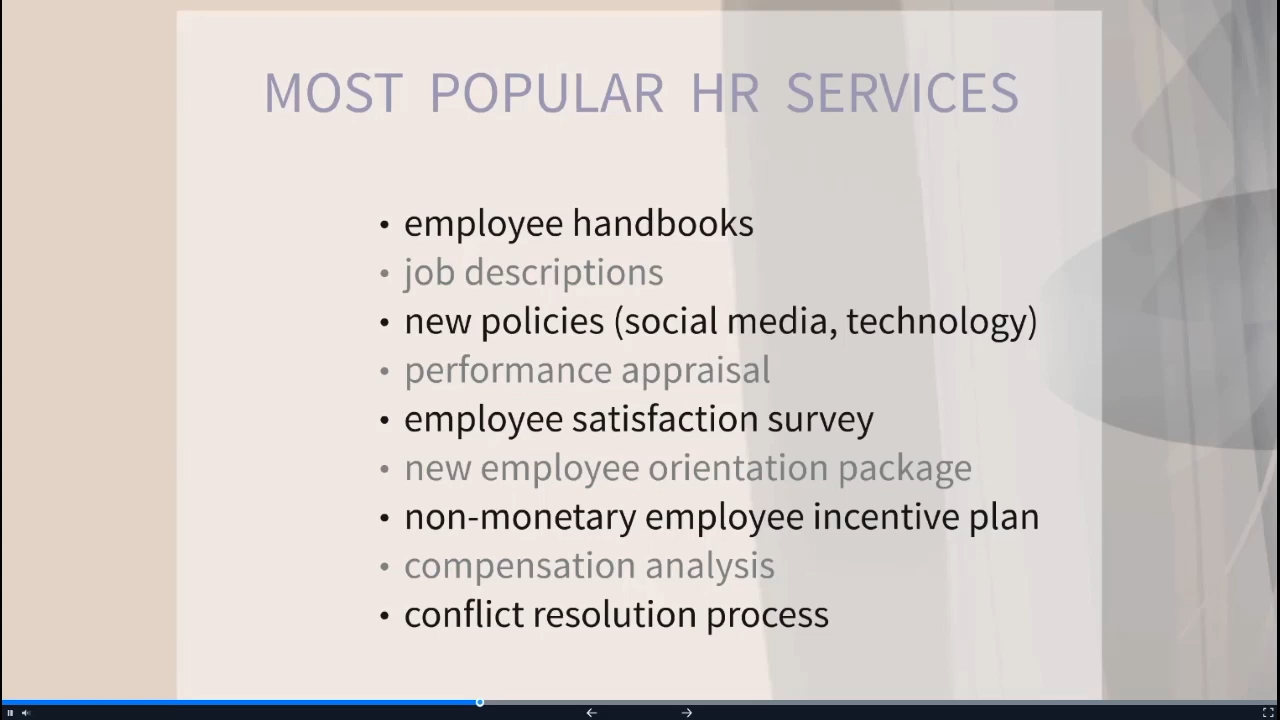 MOST POPULAR HR SERVICES
• employee handbooks
• job descriptions
• new policies (social media, technology)
• performance appraisal
• employee satisfaction survey
• new employee orientation package
• non-monetary employee incentive plan
• compensation analysis
• conflict resolution process